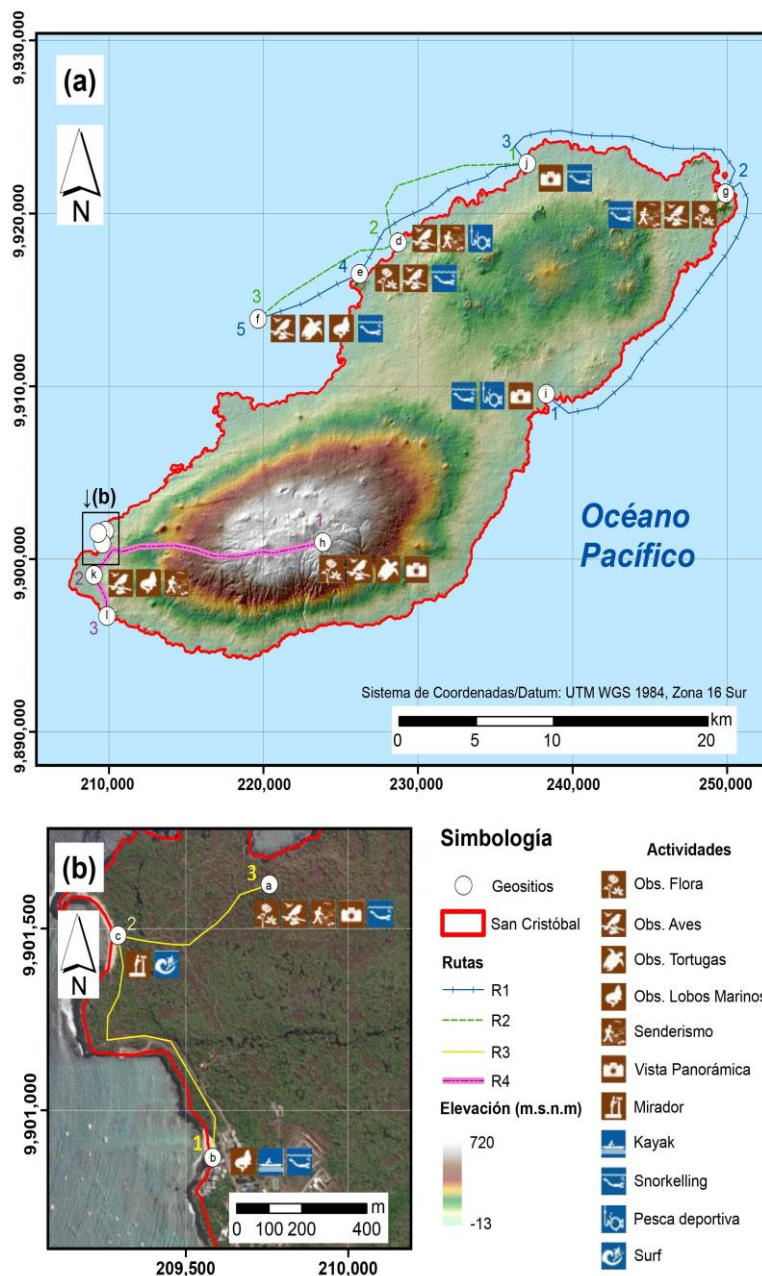 (a)
9,930,000
9,920,000
9,910,000
9,900,000
9,890,000
N
3
1
j
2
g
2
d
4
e
3
5
f
i
1
↓(b)
1
h
2
k
3
l
Océano
Pacífico
Sistema de Coordenadas/Datum: UTM WGS 1984, Zona 16 Sur
km
0 5 10 20
210,000 220,000 230,000 240,000 250,000
(b)
9,901,500
9,901,000
N
3
a
2
c
1
b
m
0 100 200 400
209,500 210,000
Simbología
Geositios
San Cristóbal
Rutas
R1
R2
R3
R4
Elevación (m.s.n.m)
720
-13
Actividades
Obs. Flora
Obs. Aves
Obs. Tortugas
Obs. Lobos Marinos
Senderismo
Vista Panorámica
Mirador
Kayak
Snorkelling
Pesca deportiva
Surf